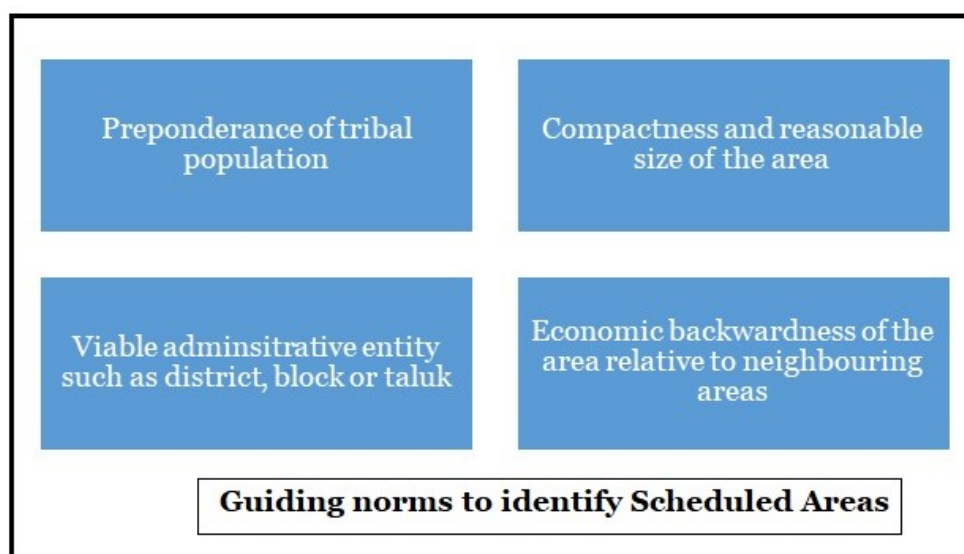 Preponderance of tribal
population
Compactness and reasonable
size of the area
Viable adminsitrative entity
such as district, block or taluk
Economic backwardness of the
area relative to neighbouring
areas
Guiding norms to identify Scheduled Areas